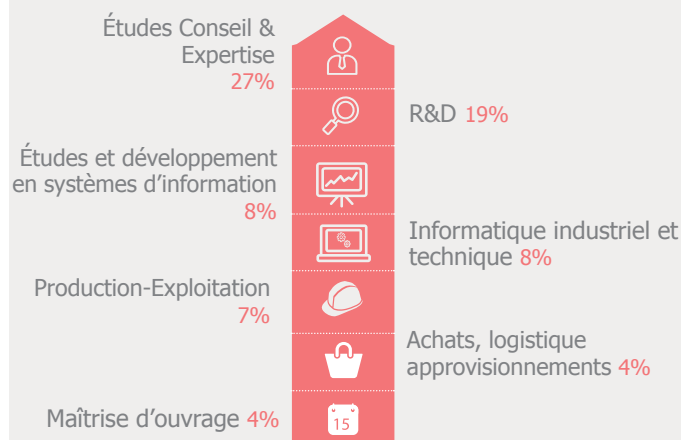 Études Conseil &
Expertise
27%
R&D 19%
Études et développement
en systèmes d'information
8%
Informatique industriel et
technique 8%
Production-Exploitation
7%
Achats, logistique
approvisionnements 4%
Maîtrise d'ouvrage 4%
15